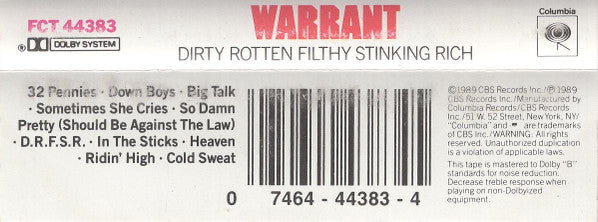 FCT 44383
® DOLBY SYSTEM
WARRANT
DIRTY ROTTEN FILTHY STINKING RICH
Columbia
32 Pennies · Down Boys · Big Talk
· Sometimes She Cries · So Damn
Pretty (Should Be Against The Law)
· D.R.F.S.R. · In The Sticks · Heaven
· Ridin' High · Cold Sweat
0 7464-44383-4
©1989 CBS Records Inc./℗ 1989
CBS Records Inc./Manufactured by
Columbia Records/CBS Records
Inc./51 W. 52 Street, New York, NY/
"Columbia" and are trademarks
of CBS Inc./WARNING: All rights
reserved. Unauthorized duplication
is a violation of applicable laws.
This tape is mastered to Dolby "B"
standards for noise reduction.
Decrease treble response when
playing on non-Dolbyized
equipment.